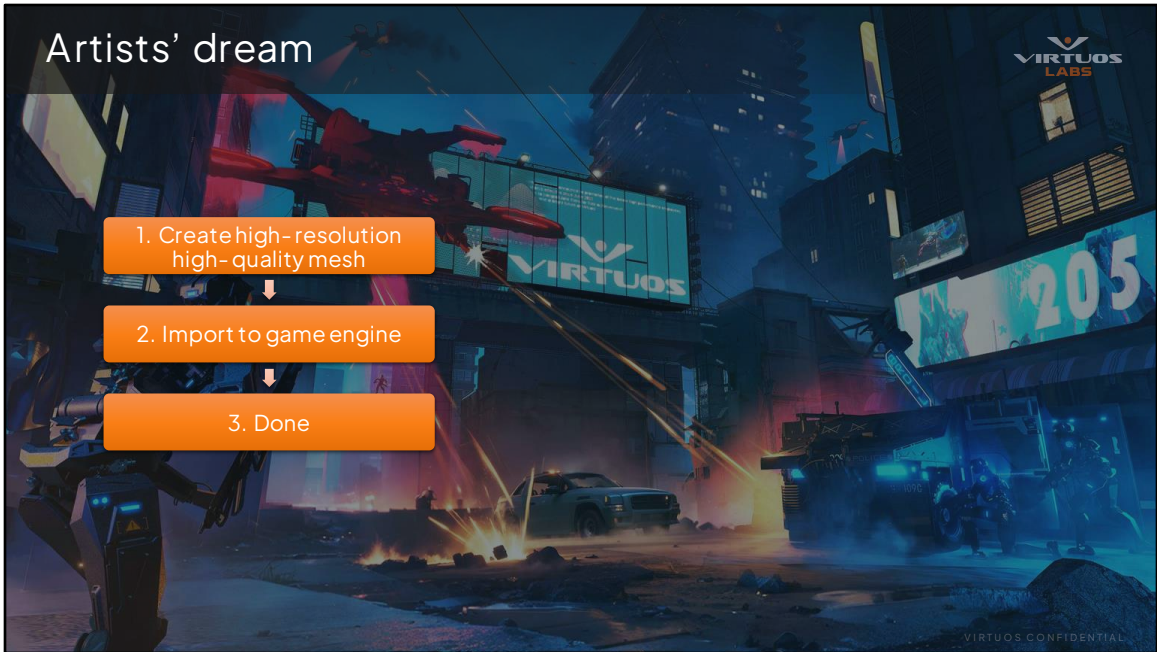 Artists' dream
VIRTUOS
LABS
1. Create high-resolution
high-quality mesh
2. Import to game engine
3. Done
VIRTUOS
205
VIRTUOS CONFIDENTIAL